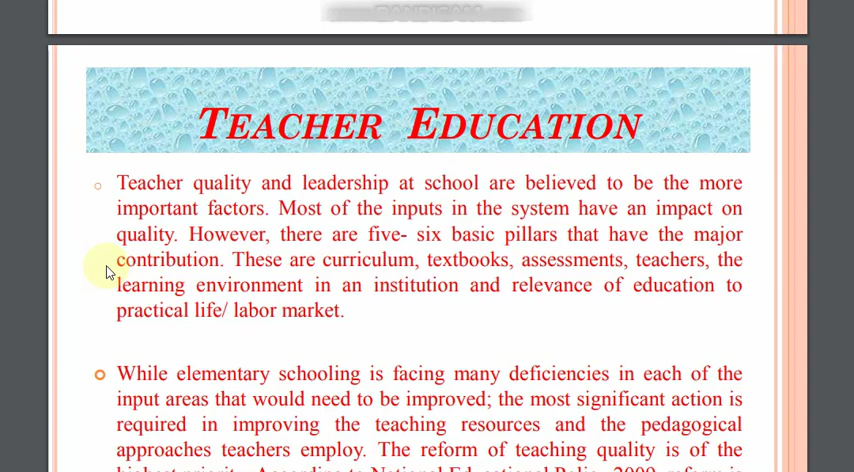 TEACHER EDUCATION
Teacher quality and leadership at school are believed to be the more
important factors. Most of the inputs in the system have an impact on
quality. However, there are five- six basic pillars that have the major
contribution. These are curriculum, textbooks, assessments, teachers, the
learning environment in an institution and relevance of education to
practical life/ labor market.
While elementary schooling is facing many deficiencies in each of the
input areas that would need to be improved; the most significant action is
required in improving the teaching resources and the pedagogical
approaches teachers employ. The reform of teaching quality is of the